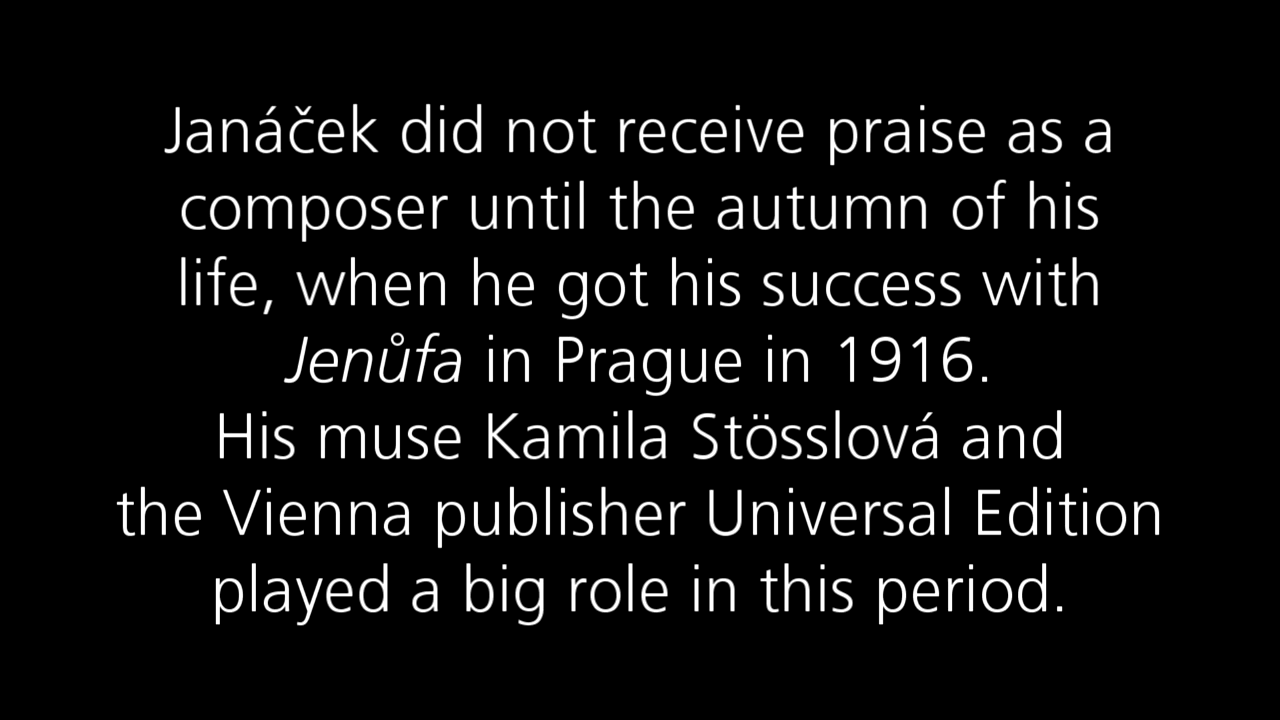 Janáček did not receive praise as a
composer until the autumn of his
life, when he got his success with
Jenůfa in Prague in 1916.
His muse Kamila Stösslová and
the Vienna publisher Universal Edition
played a big role in this period.